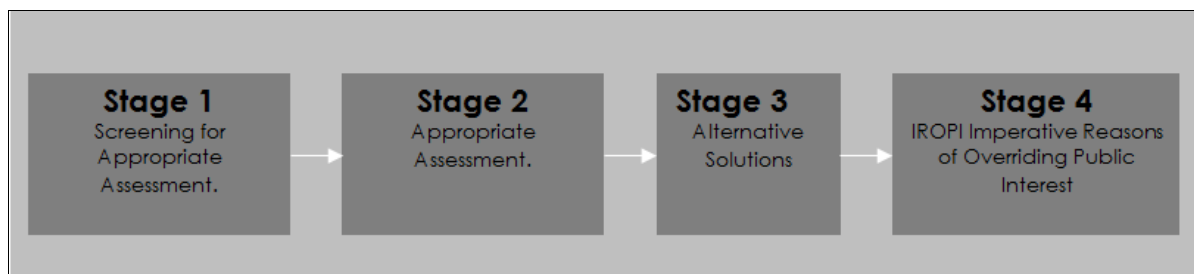 Stage 1
Screening for
Appropriate
Assessment.
Stage 2
Appropriate
Assessment.
Stage 3
Alternative
Solutions
Stage 4
IROPI Imperative Reasons
of Overriding Public
Interest